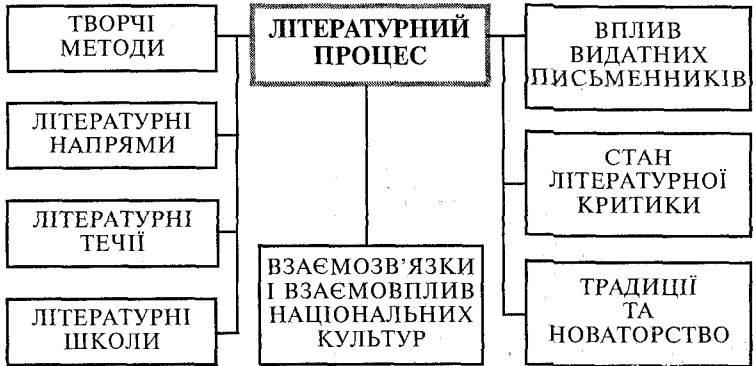 ТВОРЧІ
МЕТОДИ
ЛІТЕРАТУРНІ
НАПРЯМИ
ЛІТЕРАТУРНІ
ТЕЧІЇ
ЛІТЕРАТУРНІ
ШКОЛИ
ЛІТЕРАТУРНИЙ
ПРОЦЕС
ВЗАЄМОЗВ'ЯЗКИ
І ВЗАЄМОВПЛИВ
НАЦІОНАЛЬНИХ
КУЛЬТУР
ВПЛИВ
ВИДАТНИХ
ПИСЬМЕННИКІВ
СТАН
ЛІТЕРАТУРНОЇ
КРИТИКИ
ТРАДИЦІЇ
ТА
НОВАТОРСТВО